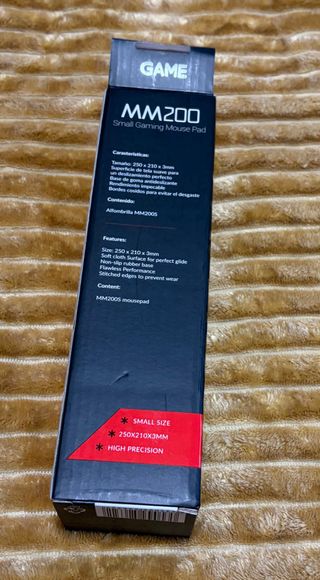 GAME
MM200
Small Gaming Mouse Pad
Características:
Tamaño: 250 x 210 x 3mm
Superficie de tela suave para
un deslizamiento perfecto
Base de goma antideslizante
Rendimiento impecable
Bordes cosidos para evitar el desgaste
Contenido:
Alfombrilla MM200S
Features:
Size: 250 x 210 x 3mm
Soft cloth Surface for perfect glide
Non-slip rubber base
Flawless Performance
Stitched edges to prevent wear
Content:
MM200S mousepad
* SMALL SIZE
* 250X210X3MM
* HIGH PRECISION